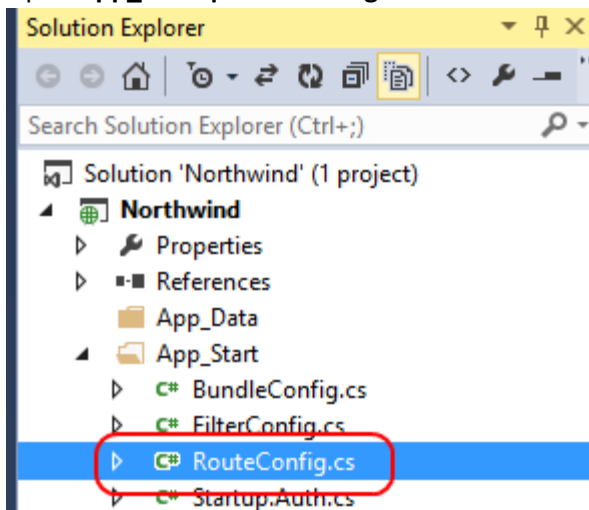 Solution Explorer
Search Solution Explorer (Ctrl+;)
Solution 'Northwind' (1 project)
Northwind
Properties
References
App_Data
App_Start
C# BundleConfig.cs
C# FilterConfig.cs
C# RouteConfig.cs
C# Startup.Auth.cs